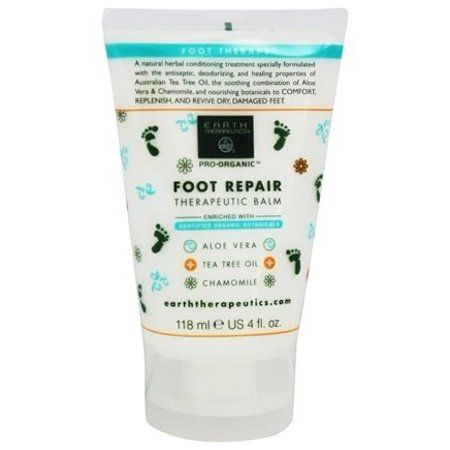 FOOT THERAPY
A natural herbal conditioning treatment specially formulated
with the antiseptic, deodorizing, and healing properties of
Australian Tea Tree Oil, the soothing combination of Aloe
Vera & Chamomile, and nourishing botanicals to COMFORT,
REPLENISH, AND REVIVE DRY, DAMAGED FEET.
EARTH
THERAPEUTICS
PRO-ORGANIC™
FOOT REPAIR
THERAPEUTIC BALM
ENRICHED WITH
CERTIFIED ORGANIC BOTANICALS
ALOE VERA
TEA TREE OIL
CHAMOMILE
earththerapeutics.com
118 ml ℮ US 4 fl. oz.